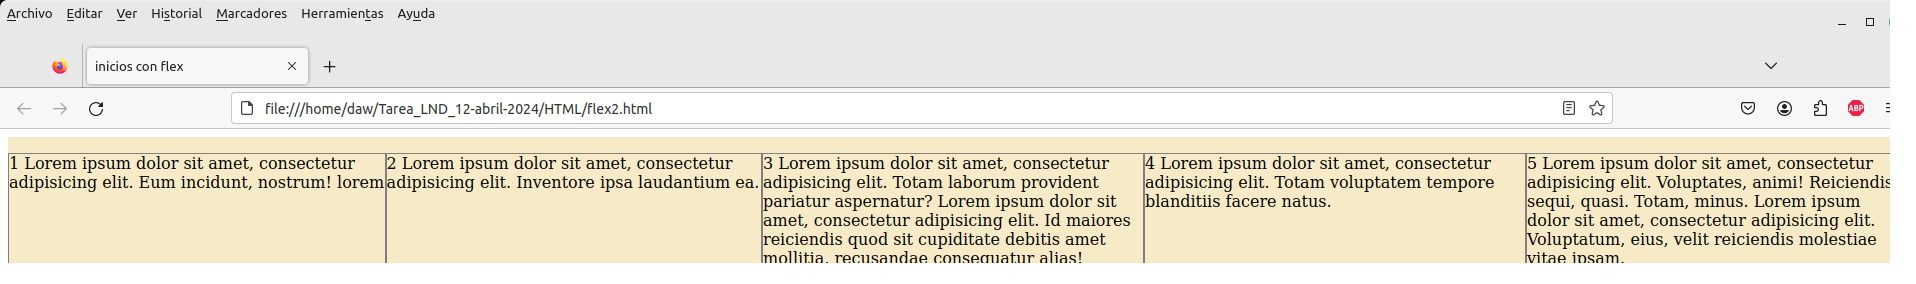 Archivo Editar Ver Historial Marcadores Herramientas Ayuda
inicios con flex
file:///home/daw/Tarea_LND_12-abril-2024/HTML/flex2.html
ABP
1 Lorem ipsum dolor sit amet, consectetur
adipisicing elit. Eum incidunt, nostrum! lorem
2 Lorem ipsum dolor sit amet, consectetur
adipisicing elit. Inventore ipsa laudantium ea.
3 Lorem ipsum dolor sit amet, consectetur
adipisicing elit. Totam laborum provident
pariatur aspernatur? Lorem ipsum dolor sit
amet, consectetur adipisicing elit. Id maiores
reiciendis quod sit cupiditate debitis amet
mollitia, recusandae consequatur alias!
4 Lorem ipsum dolor sit amet, consectetur
adipisicing elit. Totam voluptatem tempore
blanditiis facere natus.
5 Lorem ipsum dolor sit amet, consectetur
adipisicing elit. Voluptates, animi! Reiciendis
sequi, quasi. Totam, minus. Lorem ipsum
dolor sit amet, consectetur adipisicing elit.
Voluptatum, eius, velit reiciendis molestiae
vitae ipsam.